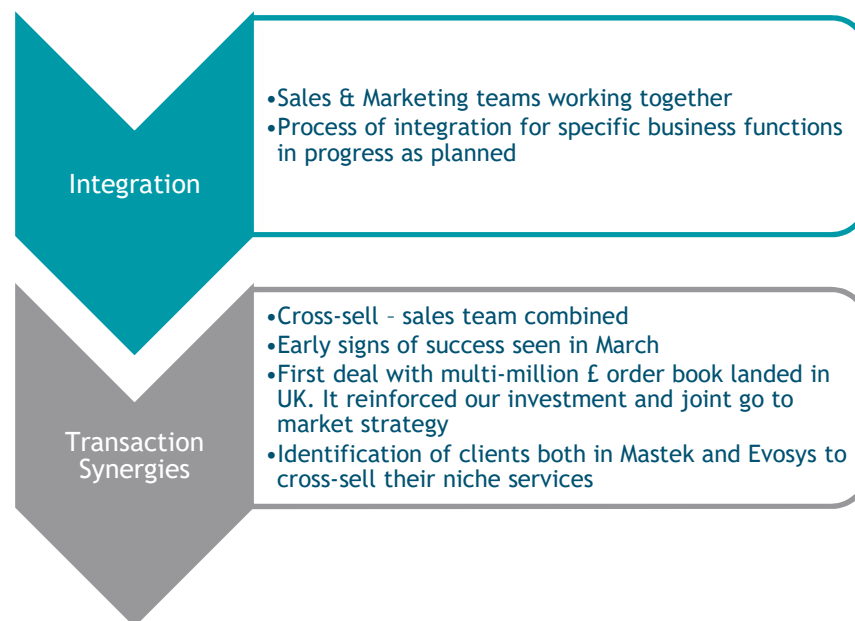 Integration
•Sales & Marketing teams working together
•Process of integration for specific business functions
in progress as planned
Transaction
Synergies
•Cross-sell – sales team combined
•Early signs of success seen in March
•First deal with multi-million £ order book landed in
UK. It reinforced our investment and joint go to
market strategy
•Identification of clients both in Mastek and Evosys to
cross-sell their niche services